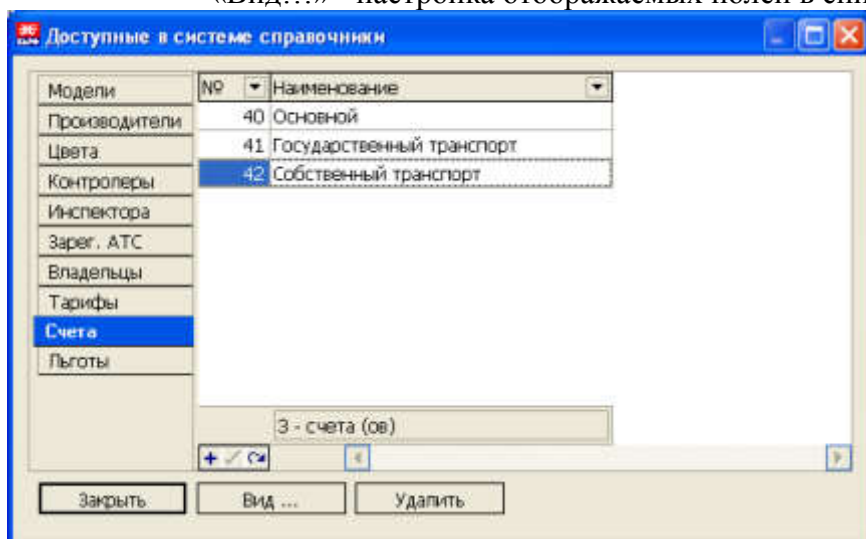 «Вид…» - настройка отображаемых полей в
Доступные в системе справочники
Модели
Производители
Цвета
Контролеры
Инспектора
Зарег. АТС
Владельцы
Тарифы
Счета
Льготы
№ Наименование
40 Основной
41 Государственный транспорт
42 Собственный транспорт
3 - счета (ов)
Закрыть Вид ... Удалить